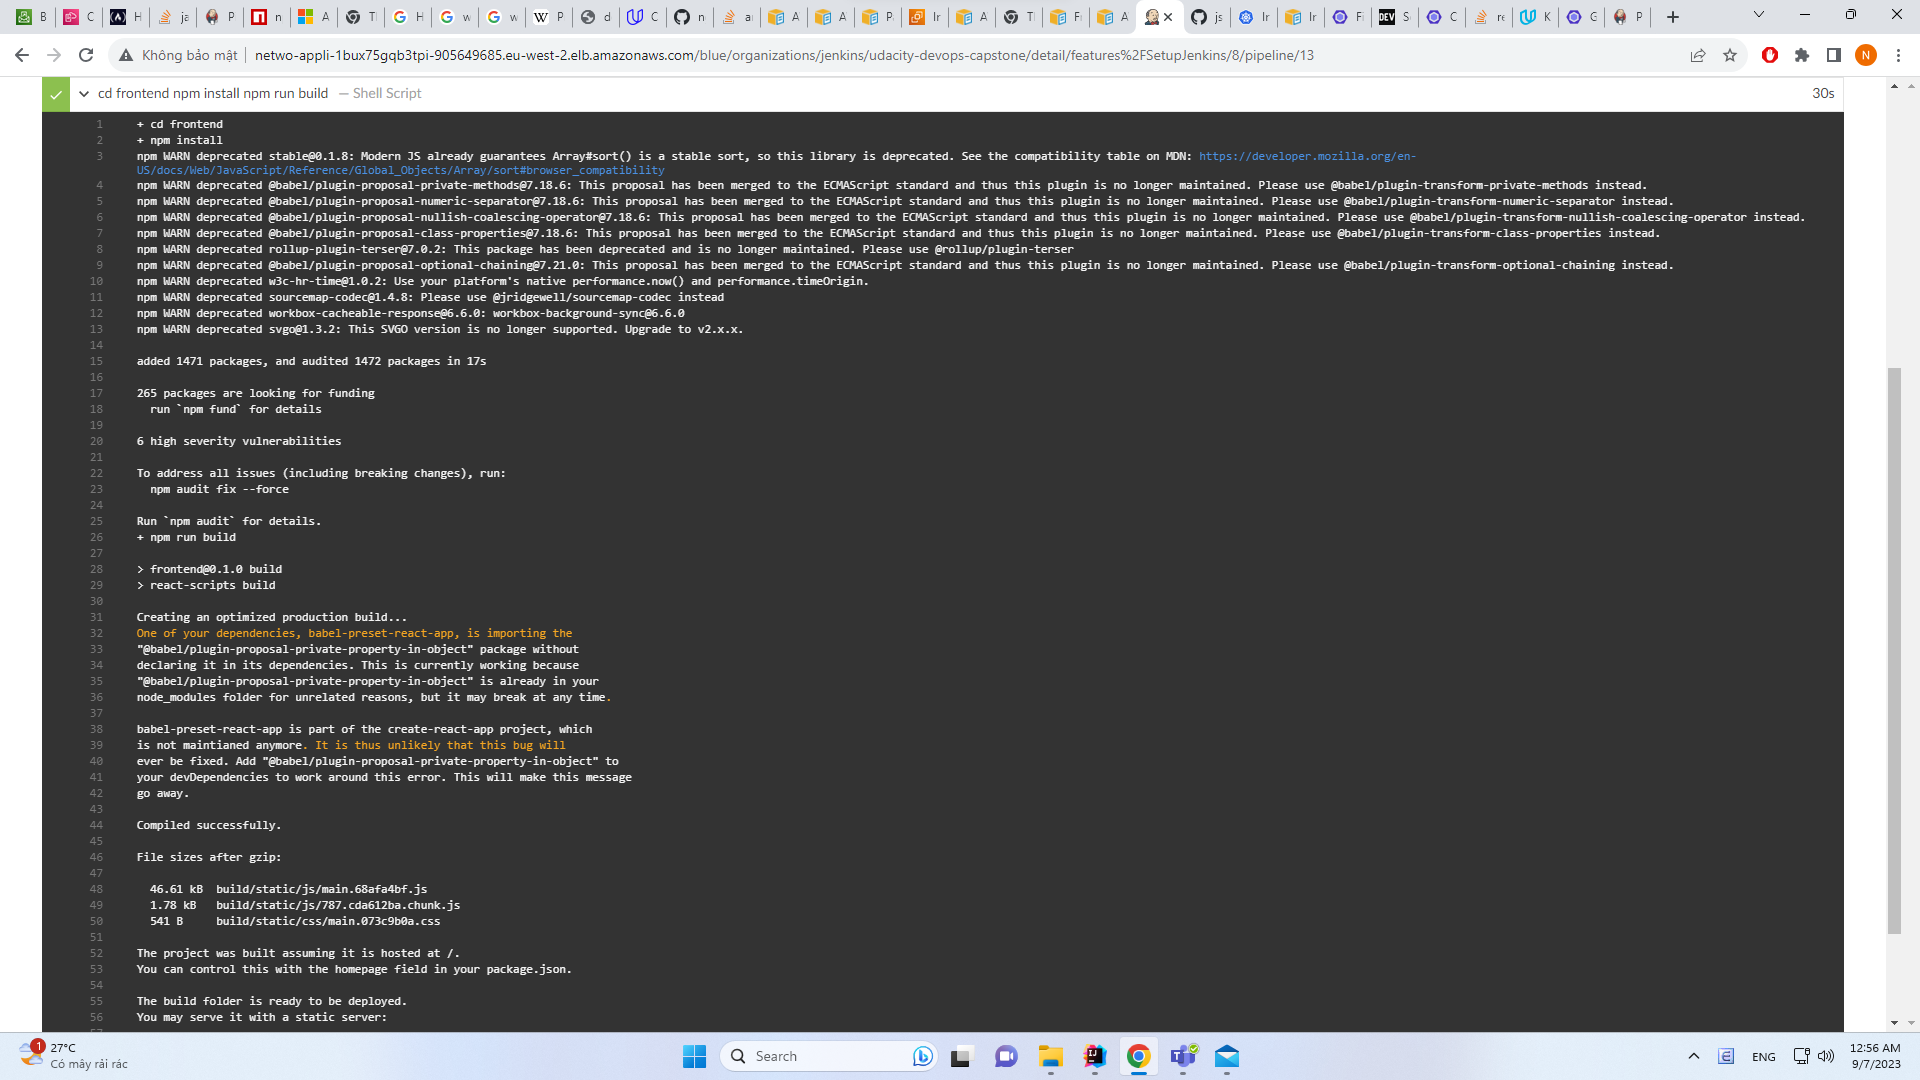 B
C
H
ja
P
n
A
Tl
H
w
w
P
d
C
n
a
A
A
P
Ir
A
Tl
F
A
js
Ir
Ir
F
S
C
re
K
G
P
Không bảo mật
netwo-appli-1bux75gqb3tpi-905649685.eu-west-2.elb.amazonaws.com/blue/organizations/jenkins/udacity-devops-capstone/detail/features%2FSetupJenkins/8/pipeline/13
N
cd frontend npm install npm run build — Shell Script
30s
1 + cd frontend
2 + npm install
3 npm WARN deprecated stable@0.1.8: Modern JS already guarantees Array#sort() is a stable sort, so this library is deprecated. See the compatibility table on MDN: https://developer.mozilla.org/en-
US/docs/Web/JavaScript/Reference/Global_Objects/Array/sort#browser_compatibility
4 npm WARN deprecated @babel/plugin-proposal-private-methods@7.18.6: This proposal has been merged to the ECMAScript standard and thus this plugin is no longer maintained. Please use @babel/plugin-transform-private-methods instead.
5 npm WARN deprecated @babel/plugin-proposal-numeric-separator@7.18.6: This proposal has been merged to the ECMAScript standard and thus this plugin is no longer maintained. Please use @babel/plugin-transform-numeric-separator instead.
6 npm WARN deprecated @babel/plugin-proposal-nullish-coalescing-operator@7.18.6: This proposal has been merged to the ECMAScript standard and thus this plugin is no longer maintained. Please use @babel/plugin-transform-nullish-coalescing-operator instead.
7 npm WARN deprecated @babel/plugin-proposal-class-properties@7.18.6: This proposal has been merged to the ECMAScript standard and thus this plugin is no longer maintained. Please use @babel/plugin-transform-class-properties instead.
8 npm WARN deprecated rollup-plugin-terser@7.0.2: This package has been deprecated and is no longer maintained. Please use @rollup/plugin-terser
9 npm WARN deprecated @babel/plugin-proposal-optional-chaining@7.21.0: This proposal has been merged to the ECMAScript standard and thus this plugin is no longer maintained. Please use @babel/plugin-transform-optional-chaining instead.
10 npm WARN deprecated w3c-hr-time@1.0.2: Use your platform's native performance.now() and performance.timeOrigin.
11 npm WARN deprecated sourcemap-codec@1.4.8: Please use @jridgewell/sourcemap-codec instead
12 npm WARN deprecated workbox-cacheable-response@6.6.0: workbox-background-sync@6.6.0
13 npm WARN deprecated svgo@1.3.2: This SVGO version is no longer supported. Upgrade to v2.x.x.
14
15 added 1471 packages, and audited 1472 packages in 17s
16
17 265 packages are looking for funding
18 run `npm fund` for details
19
20 6 high severity vulnerabilities
21
22 To address all issues (including breaking changes), run:
23 npm audit fix --force
24
25 Run `npm audit` for details.
26 + npm run build
27
28 > frontend@0.1.0 build
29 > react-scripts build
30
31 Creating an optimized production build...
32 One of your dependencies, babel-preset-react-app, is importing the
33 "@babel/plugin-proposal-private-property-in-object" package without
34 declaring it in its dependencies. This is currently working because
35 "@babel/plugin-proposal-private-property-in-object" is already in your
36 node_modules folder for unrelated reasons, but it may break at any time.
37
38 babel-preset-react-app is part of the create-react-app project, which
39 is not maintianed anymore. It is thus unlikely that this bug will
40 ever be fixed. Add "@babel/plugin-proposal-private-property-in-object" to
41 your devDependencies to work around this error. This will make this message
42 go away.
43
44 Compiled successfully.
45
46 File sizes after gzip:
47
48 46.61 kB build/static/js/main.68afa4bf.js
49 1.78 kB build/static/js/787.cda612ba.chunk.js
50 541 B build/static/css/main.073c9b0a.css
51
52 The project was built assuming it is hosted at /.
53 You can control this with the homepage field in your package.json.
54
55 The build folder is ready to be deployed.
56 You may serve it with a static server:
1
27°C
Có mây rải rác
Search
ENG
12:56 AM
9/7/2023